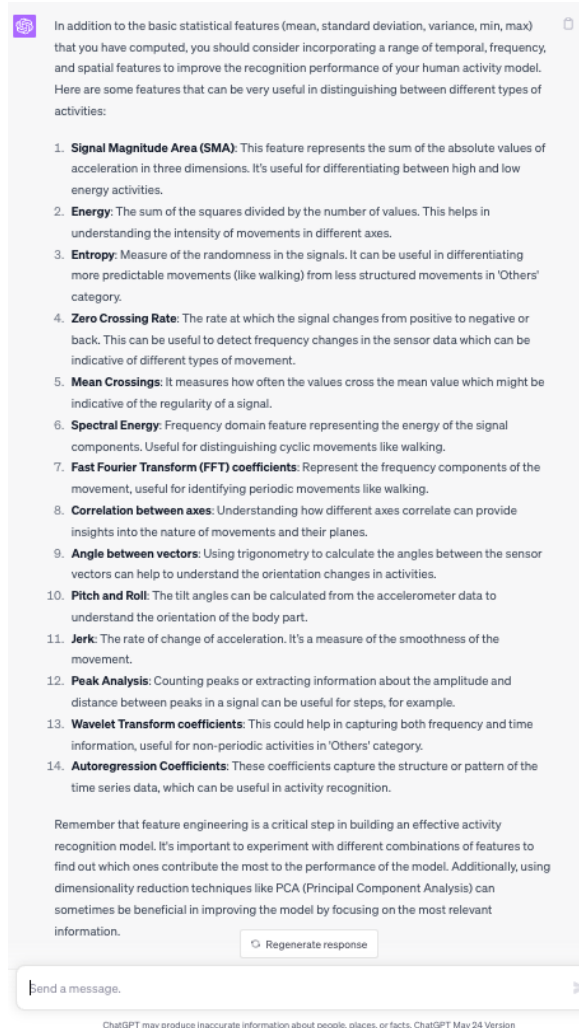 In addition to the basic statistical features (mean, standard deviation, variance, min, max)
that you have computed, you should consider incorporating a range of temporal, frequency,
and spatial features to improve the recognition performance of your human activity model.
Here are some features that can be very useful in distinguishing between different types of
activities:
1. Signal Magnitude Area (SMA): This feature represents the sum of the absolute values of
acceleration in three dimensions. It's useful for differentiating between high and low
energy activities.
2. Energy: The sum of the squares divided by the number of values. This helps in
understanding the intensity of movements in different axes.
3. Entropy: Measure of the randomness in the signals. It can be useful in differentiating
more predictable movements (like walking) from less structured movements in 'Others'
category.
4. Zero Crossing Rate: The rate at which the signal changes from positive to negative or
back. This can be useful to detect frequency changes in the sensor data which can be
indicative of different types of movement.
5. Mean Crossings: It measures how often the values cross the mean value which might be
indicative of the regularity of a signal.
6. Spectral Energy: Frequency domain feature representing the energy of the signal
components. Useful for distinguishing cyclic movements like walking.
7. Fast Fourier Transform (FFT) coefficients: Represent the frequency components of the
movement, useful for identifying periodic movements like walking.
8. Correlation between axes: Understanding how different axes correlate can provide
insights into the nature of movements and their planes.
9. Angle between vectors: Using trigonometry to calculate the angles between the sensor
vectors can help to understand the orientation changes in activities.
10. Pitch and Roll: The tilt angles can be calculated from the accelerometer data to
understand the orientation of the body part.
11. Jerk: The rate of change of acceleration. It's a measure of the smoothness of the
movement.
12. Peak Analysis: Counting peaks or extracting information about the amplitude and
distance between peaks in a signal can be useful for steps, for example.
13. Wavelet Transform coefficients: This could help in capturing both frequency and time
information, useful for non-periodic activities in 'Others' category.
14. Autoregression Coefficients: These coefficients capture the structure or pattern of the
time series data, which can be useful in activity recognition.
Remember that feature engineering is a critical step in building an effective activity
recognition model. It's important to experiment with different combinations of features to
find out which ones contribute the most to the performance of the model. Additionally, using
dimensionality reduction techniques like PCA (Principal Component Analysis) can
sometimes be beneficial in improving the model by focusing on the most relevant
information.
Regenerate response
Send a message.
ChatGPT may produce inaccurate information about people, places, or facts. ChatGPT May 24 Version